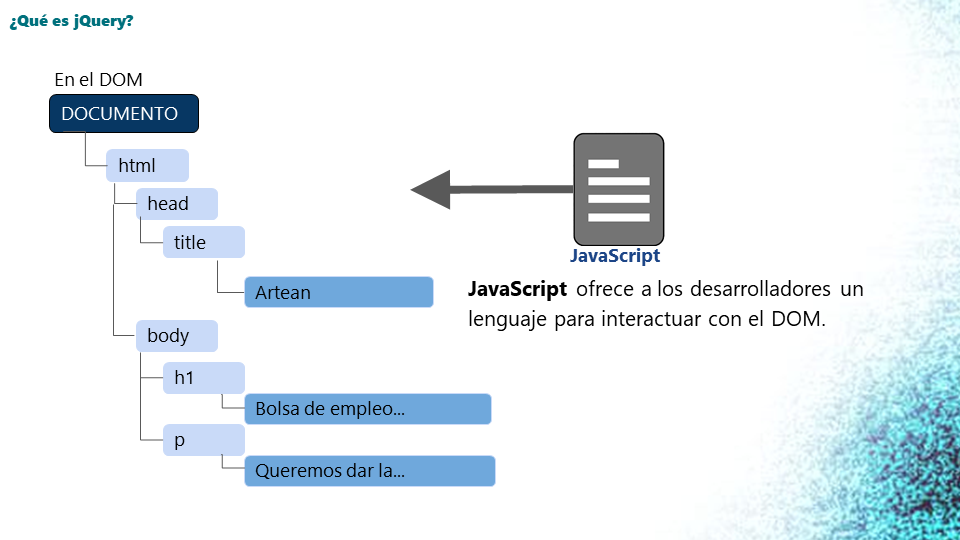 ¿Qué es jQuery?
En el DOM
DOCUMENTO
html
head
title
Artean
body
h1
Bolsa de empleo...
p
Queremos dar la...
JavaScript
JavaScript ofrece a los desarrolladores un
lenguaje para interactuar con el DOM.